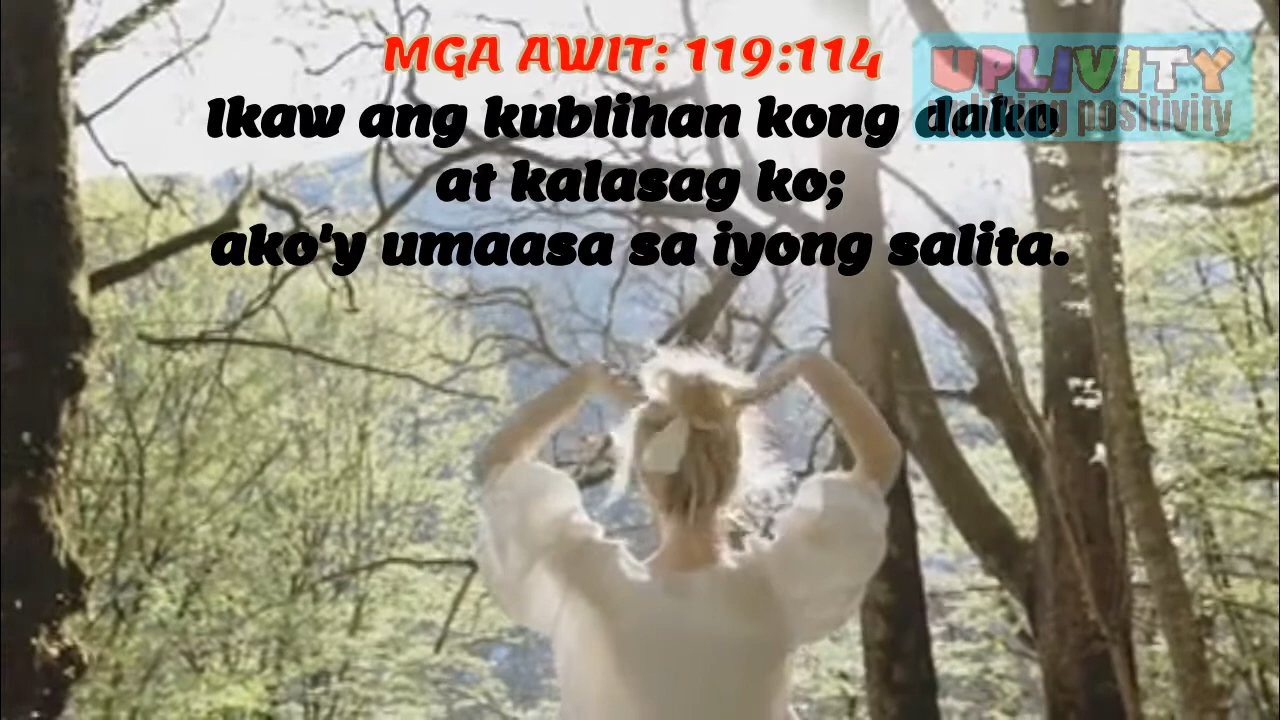 MGA AWIT: 119:114
UPLIVITY
Ikaw ang kublihan kong dako
positivity
at kalasag ko;
ako'y umaasa sa iyong salita.